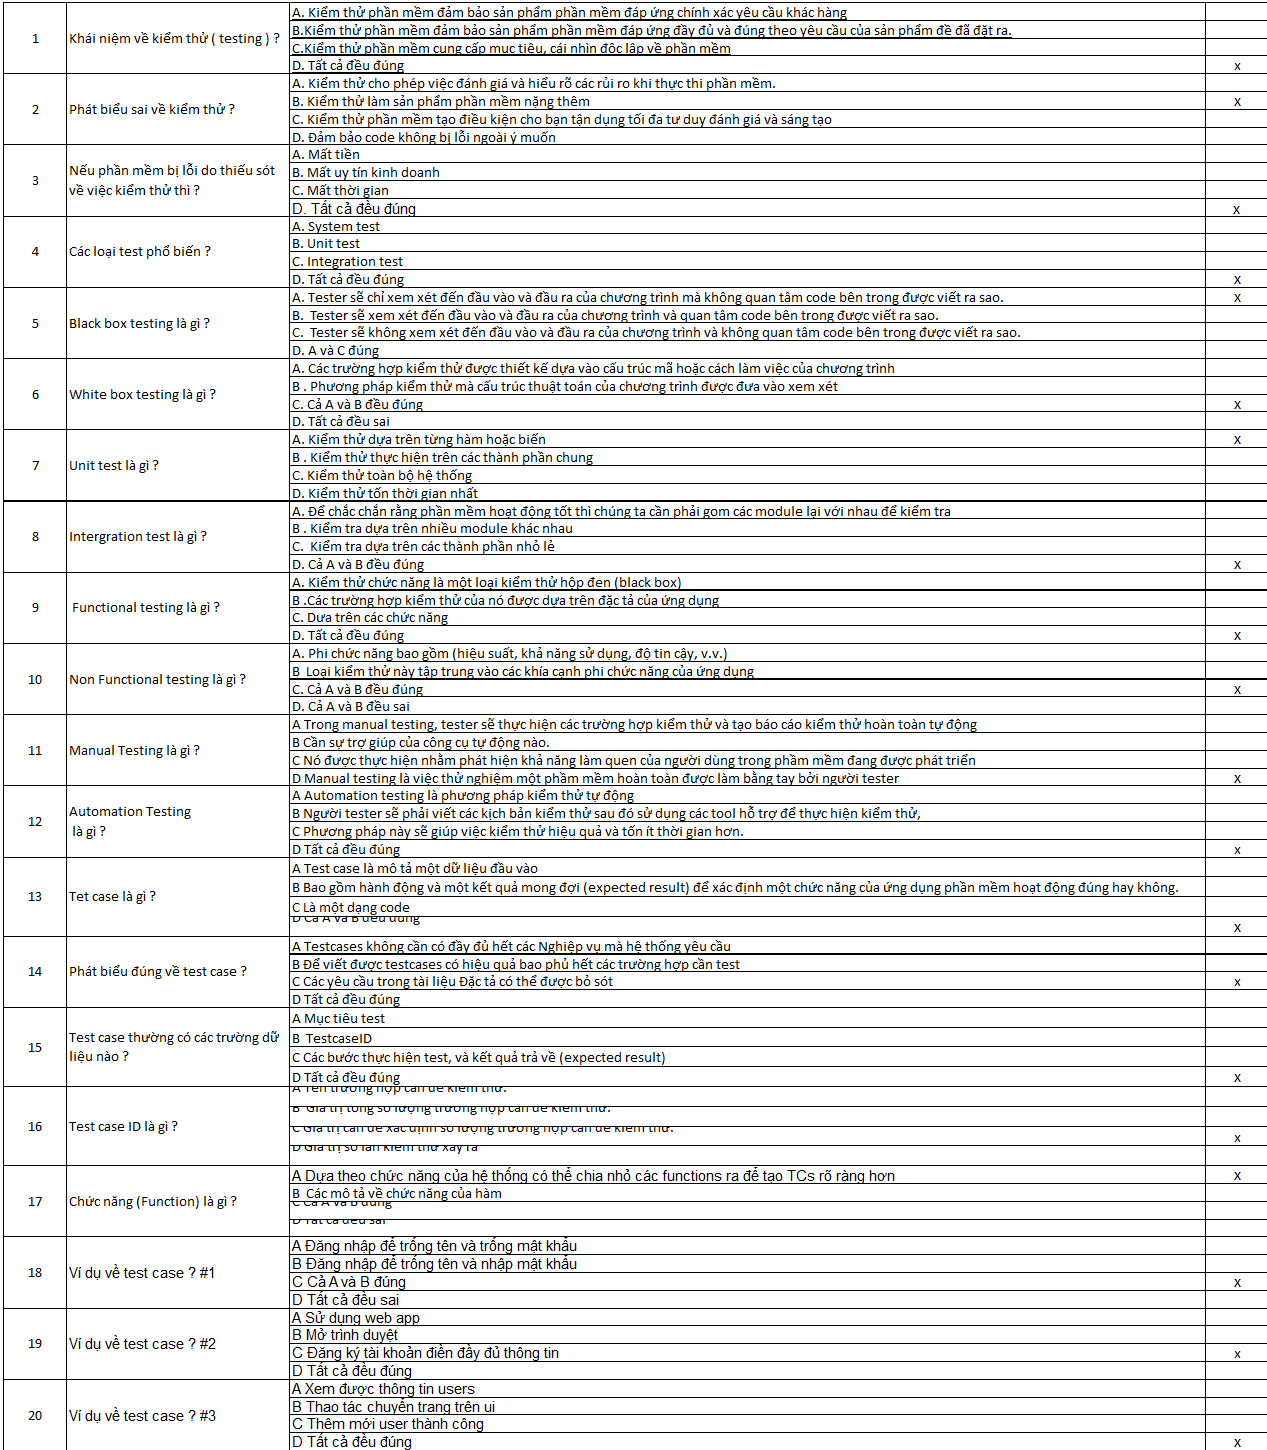 1
Khái niệm về kiểm thử ( testing ) ?
A. Kiểm thử phần mềm đảm bảo sản phẩm phần mềm đáp ứng chính xác yêu cầu khác hàng
B.Kiểm thử phần mềm đảm bảo sản phẩm phần mềm đáp ứng đầy đủ và đúng theo yêu cầu của sản phẩm đề đã đặt ra.
C.Kiểm thử phần mềm cung cấp mục tiêu, cái nhìn độc lập về phần mềm
D. Tất cả đều đúng x
2
Phát biểu sai về kiểm thử ?
A. Kiểm thử cho phép việc đánh giá và hiểu rõ các rủi ro khi thực thi phần mềm.
B. Kiểm thử làm sản phẩm phần mềm nặng thêm x
C. Kiểm thử phần mềm tạo điều kiện cho bạn tận dụng tối đa tư duy đánh giá và sáng tạo
D. Đảm bảo code không bị lỗi ngoài ý muốn
3
Nếu phần mềm bị lỗi do thiếu sót
về việc kiểm thử thì ?
A. Mất tiền
B. Mất uy tín kinh doanh
C. Mất thời gian
D. Tất cả đều đúng x
4
Các loại test phổ biến ?
A. System test
B. Unit test
C. Integration test
D. Tất cả đều đúng x
5
Black box testing là gì ?
A. Tester sẽ chỉ xem xét đến đầu vào và đầu ra của chương trình mà không quan tâm code bên trong được viết ra sao. x
B. Tester sẽ xem xét đến đầu vào và đầu ra của chương trình và quan tâm code bên trong được viết ra sao.
C. Tester sẽ không xem xét đến đầu vào và đầu ra của chương trình và không quan tâm code bên trong được viết ra sao.
D. A và C đúng
6
White box testing là gì ?
A. Các trường hợp kiểm thử được thiết kế dựa vào cấu trúc mã hoặc cách làm việc của chương trình
B . Phương pháp kiểm thử mà cấu trúc thuật toán của chương trình được đưa vào xem xét
C. Cả A và B đều đúng x
D. Tất cả đều sai
7
Unit test là gì ?
A. Kiểm thử dựa trên từng hàm hoặc biến x
B . Kiểm thử thực hiện trên các thành phần chung
C. Kiểm thử toàn bộ hệ thống
D. Kiểm thử tốn thời gian nhất
8
Intergration test là gì ?
A. Để chắc chắn rằng phần mềm hoạt động tốt thì chúng ta cần phải gom các module lại với nhau để kiểm tra
B . Kiểm tra dựa trên nhiều module khác nhau
C. Kiểm tra dựa trên các thành phần nhỏ lẻ
D. Cả A và B đều đúng x
9
Functional testing là gì ?
A. Kiểm thử chức năng là một loại kiểm thử hộp đen (black box)
B .Các trường hợp kiểm thử của nó được dựa trên đặc tả của ứng dụng
C. Dưa trên các chức năng
D. Tất cả đều đúng x
10
Non Functional testing là gì ?
A. Phi chức năng bao gồm (hiệu suất, khả năng sử dụng, độ tin cậy, v.v.)
B Loại kiểm thử này tập trung vào các khía cạnh phi chức năng của ứng dụng
C. Cả A và B đều đúng x
D. Cả A và B đều sai
11
Manual Testing là gì ?
A Trong manual testing, tester sẽ thực hiện các trường hợp kiểm thử và tạo báo cáo kiểm thử hoàn toàn tự động
B Cần sự trợ giúp của công cụ tự động nào.
C Nó được thực hiện nhằm phát hiện khả năng làm quen của người dùng trong phầm mềm đang được phát triển
D Manual testing là việc thử nghiệm một phầm mềm hoàn toàn được làm bằng tay bởi người tester x
12
Automation Testing
là gì ?
A Automation testing là phương pháp kiểm thử tự động
B Người tester sẽ phải viết các kịch bản kiểm thử sau đó sử dụng các tool hỗ trợ để thực hiện kiểm thử,
C Phương pháp này sẽ giúp việc kiểm thử hiệu quả và tốn ít thời gian hơn.
D Tất cả đều đúng x
13
Tet case là gì ?
A Test case là mô tả một dữ liệu đầu vào
B Bao gồm hành động và một kết quả mong đợi (expected result) để xác định một chức năng của ứng dụng phần mềm hoạt động đúng hay không.
C Là một dạng code
D Cả A và B đều đúng x
14
Phát biểu đúng về test case ?
A Testcases không cần có đầy đủ hết các Nghiệp vụ mà hệ thống yêu cầu
B Để viết được testcases có hiệu quả bao phủ hết các trường hợp cần test
C Các yêu cầu trong tài liệu Đặc tả có thể được bỏ sót x
D Tất cả đều đúng
15
Test case thường có các trường dữ
liệu nào ?
A Mục tiêu test
B TestcaseID
C Các bước thực hiện test, và kết quả trả về (expected result)
D Tất cả đều đúng x
16
Test case ID là gì ?
A Tên trường hợp cần để kiểm thử.
B Giá trị tổng số lượng trường hợp cần để kiểm thử.
C Giá trị cần để xác định số lượng trường hợp cần để kiểm thử. x
D Giá trị số lần kiểm thử xảy ra
17
Chức năng (Function) là gì ?
A Dựa theo chức năng của hệ thống có thể chia nhỏ các functions ra để tạo TCs rõ ràng hơn x
B Các mô tả về chức năng của hàm
C Cả A và B đúng
D Tất cả đều sai
18
Ví dụ về test case ? #1
A Đăng nhập để trống tên và trống mật khẩu
B Đăng nhập để trống tên và nhập mật khẩu
C Cả A và B đúng x
D Tất cả đều sai
19
Ví dụ về test case ? #2
A Sử dụng web app
B Mở trình duyệt
C Đăng ký tài khoản điền đầy đủ thông tin x
D Tất cả đều đúng
20
Ví dụ về test case ? #3
A Xem được thông tin users
B Thao tác chuyển trang trên ui
C Thêm mới user thành công
D Tất cả đều đúng x